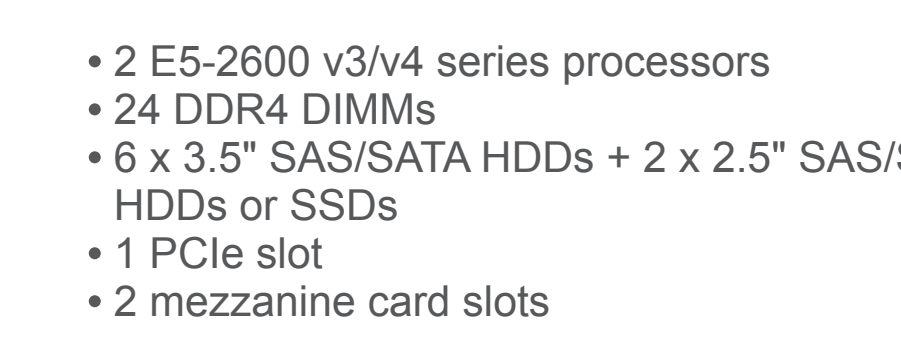 • 2 E5-2600 v3/v4 series processors
• 24 DDR4 DIMMs
• 6 x 3.5" SAS/SATA HDDs + 2 x 2.5" SAS/
HDDs or SSDs
• 1 PCIe slot
• 2 mezzanine card slots